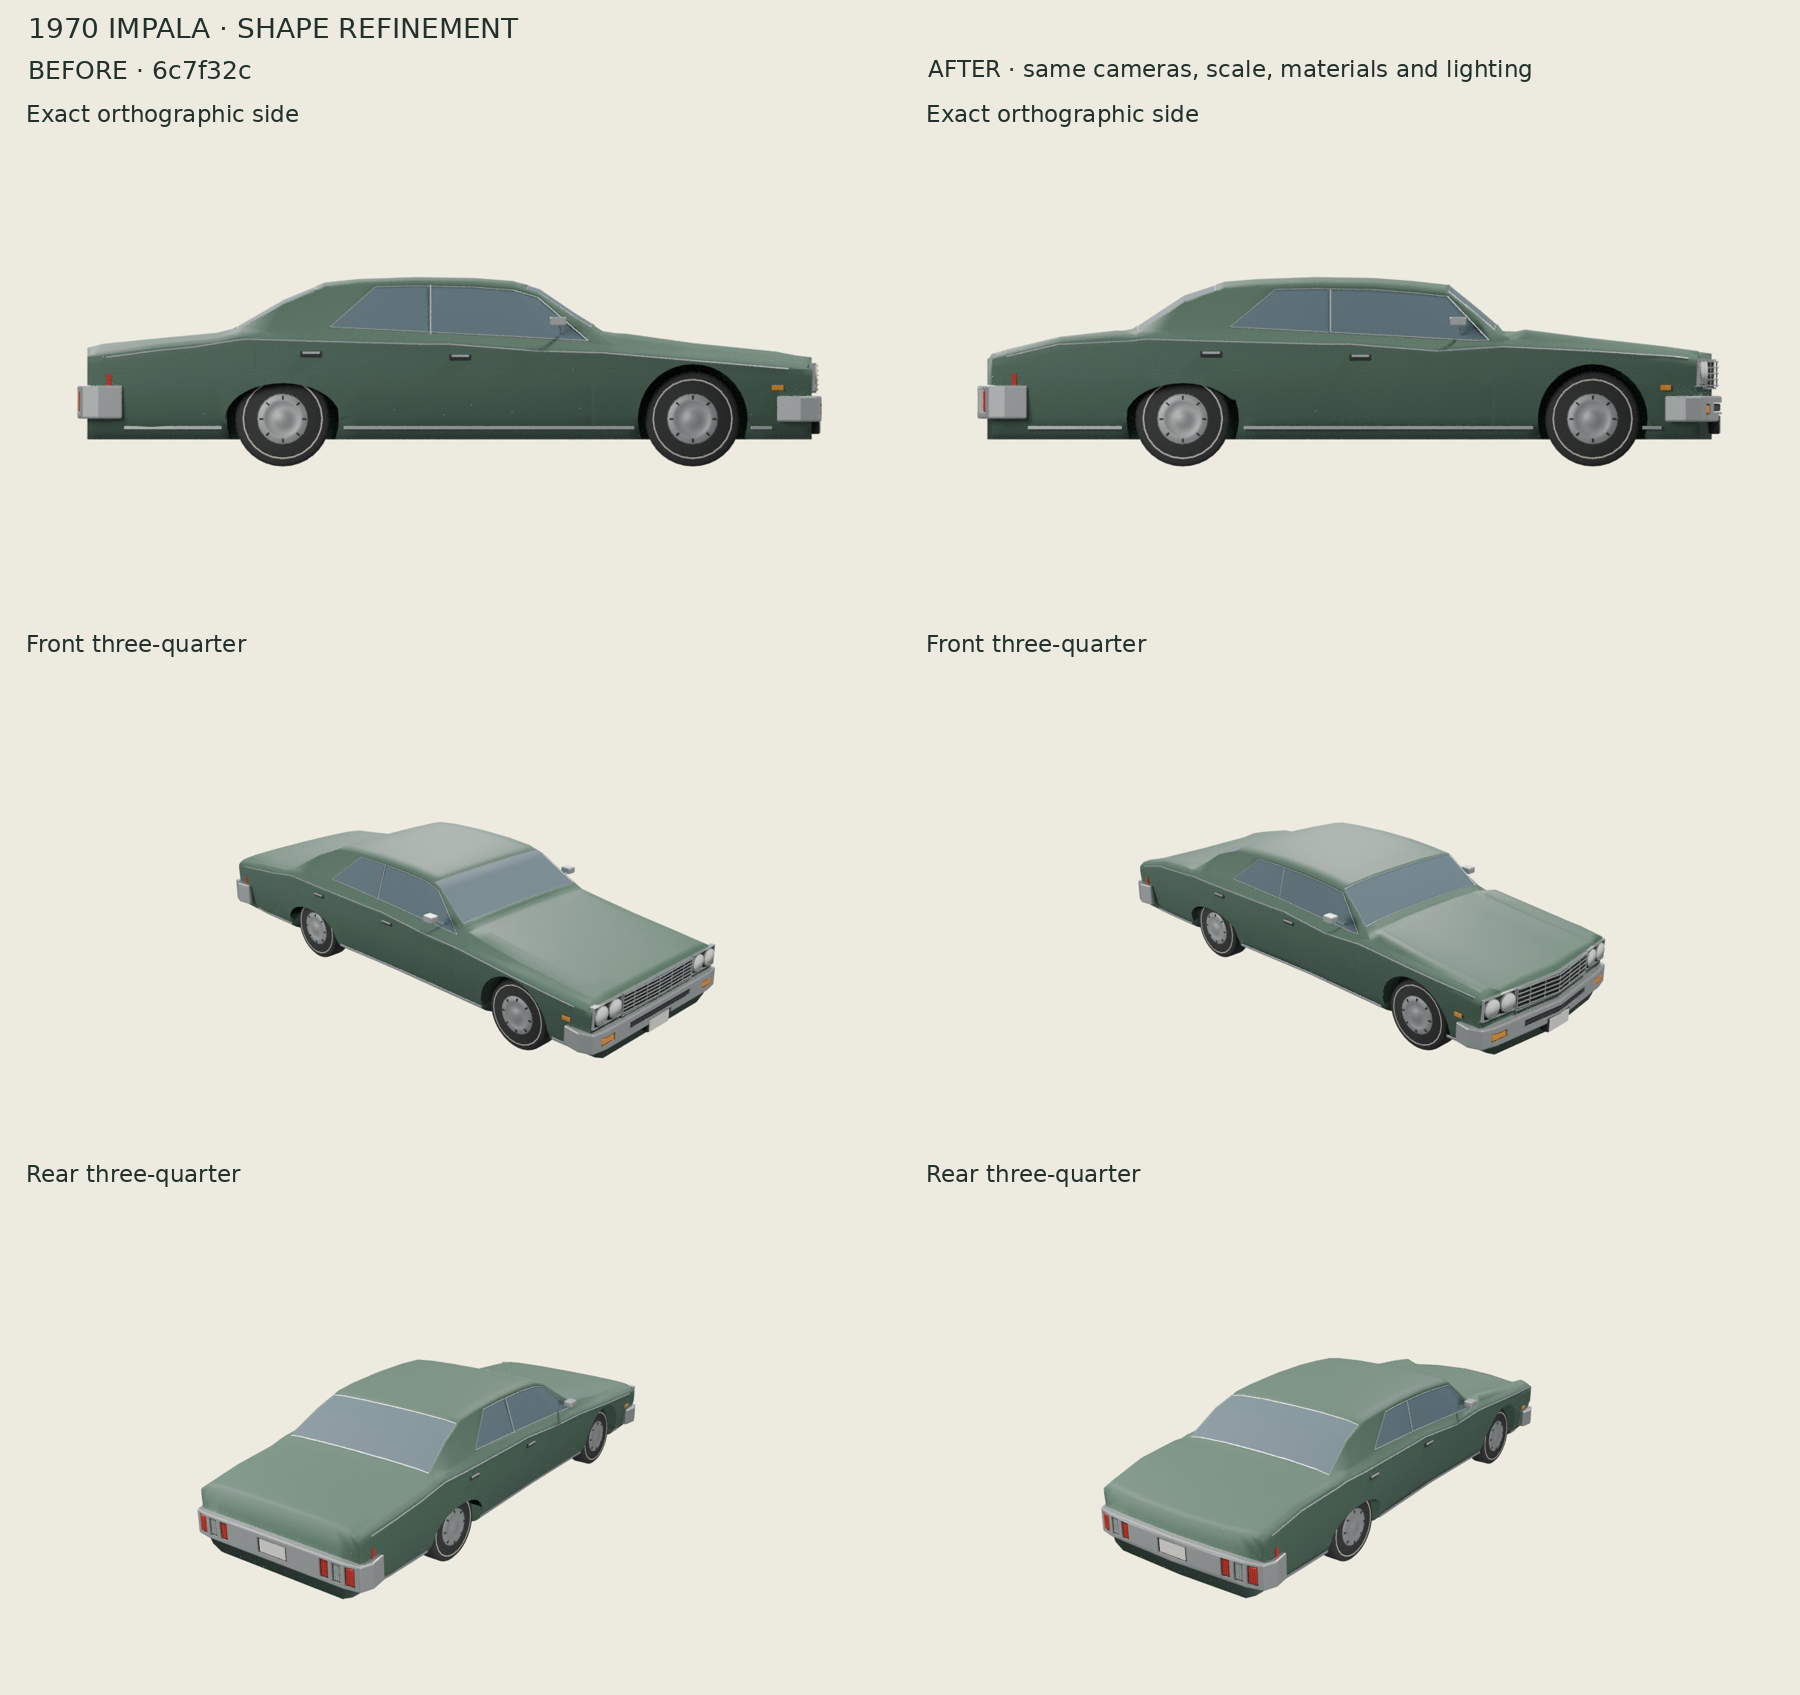 1970 IMPALA · SHAPE REFINEMENT
BEFORE · 6c7f32c
AFTER · same cameras, scale, materials and lighting
Exact orthographic side
Exact orthographic side
Front three-quarter
Front three-quarter
Rear three-quarter
Rear three-quarter